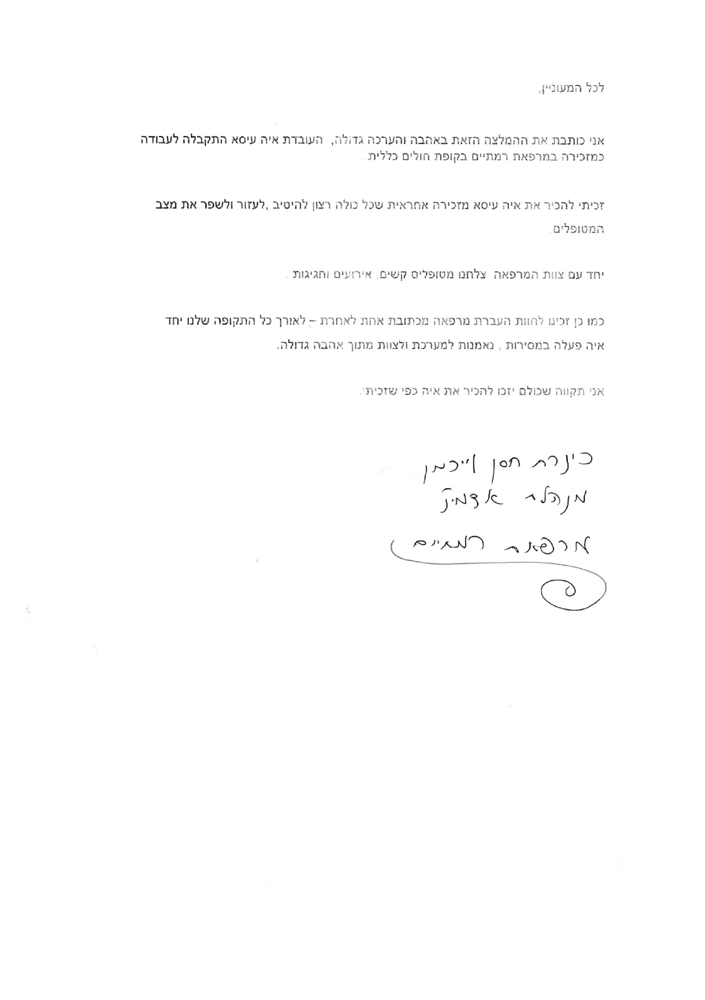 לכל המעוניין,
אני כותבת את ההמלצה הזאת באהבה והערכה גדולה, העובדת איה עיסא התקבלה לעבודה
כמזכירה במרפאת רמתיים בקופת חולים כללית .
זכיתי להכיר את איה עיסא מזכירה אחראית שכל כולה רצון להיטיב ,לעזור ולשפר את מצב
המטופלים.
יחד עם צוות המרפאה צלחנו מטופלים קשים, אירועים וחגיגות .
כמו כן זכינו לחוות העברת מרפאה מכתובת אחת לאחרת – לאורך כל התקופה שלנו יחד
איה פעלה במסירות , נאמנות למערכת ולצוות מתוך אהבה גדולה.
אני תקווה שכולם יזכו להכיר את איה כפי שזכיתי.
כינרת חסן וייכמן
מנהלת אדמין
מרפאת רמתיים